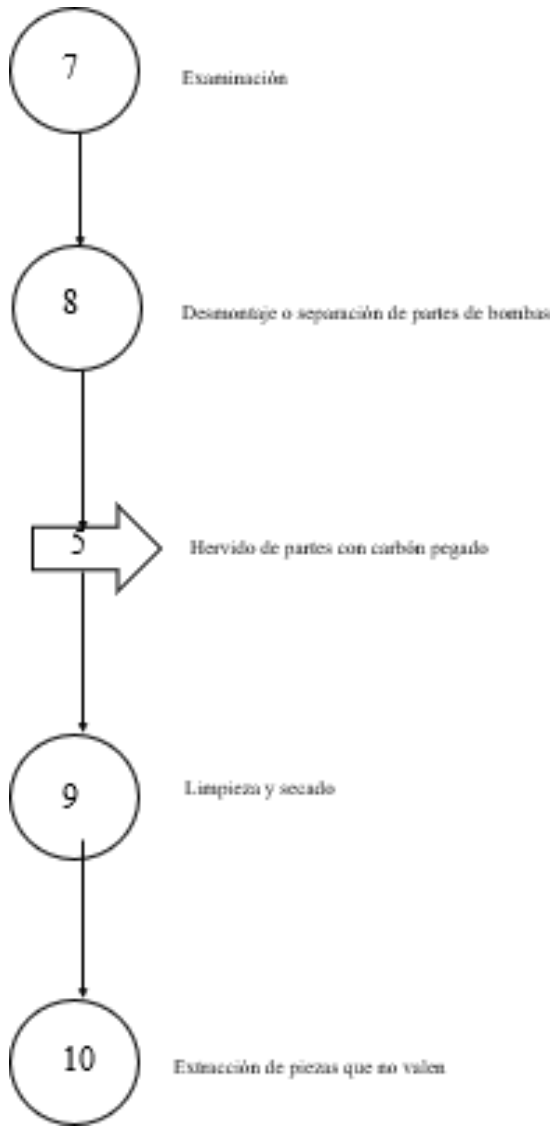 7
Examinación
8
Desmontaje o separación de partes de bombas
5
Hervido de partes con carbón pegado
9
Limpieza y secado
10
Extracción de piezas que no valen